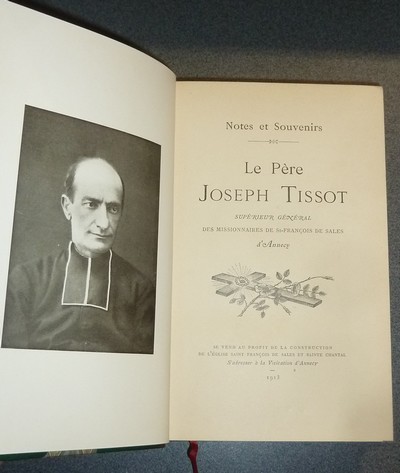 Notes et Souvenirs
SUR
Le Père
JOSEPH TISSOT
SUPÉRIEUR GÉNÉRAL
DES MISSIONNAIRES DE St-FRANÇOIS DE SALES
d'Annecy
SE VEND AU PROFIT DE LA CONSTRUCTION
DE L'ÉGLISE SAINT FRANÇOIS DE SALES ET SAINTE CHANTAL
S'adresser à la Visitation d'Annecy